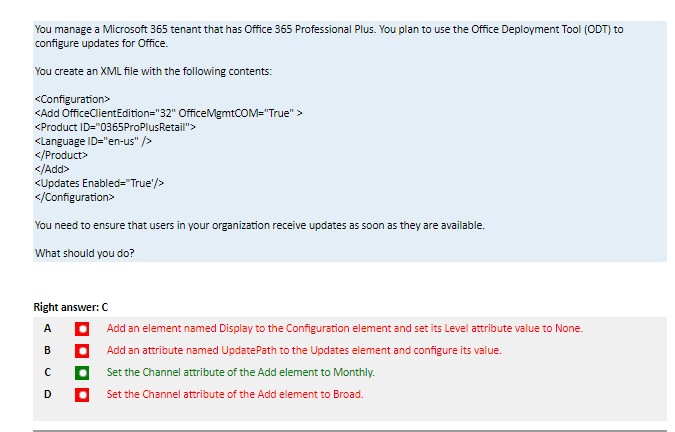 You manage a Microsoft 365 tenant that has Office 365 Professional Plus. You plan to use the Office Deployment Tool (ODT) to
configure updates for Office.
You create an XML file with the following contents:
<Configuration>
<Add OfficeClientEdition="32" OfficeMgmtCOM="True" >
<Product ID="0365ProPlusRetail">
<Language ID="en-us" />
</Product>
</Add>
<Updates Enabled="True'/>
</Configuration>
You need to ensure that users in your organization receive updates as soon as they are available.
What should you do?
Right answer: C
A Add an element named Display to the Configuration element and set its Level attribute value to None.
B Add an attribute named UpdatePath to the Updates element and configure its value.
C Set the Channel attribute of the Add element to Monthly.
D Set the Channel attribute of the Add element to Broad.